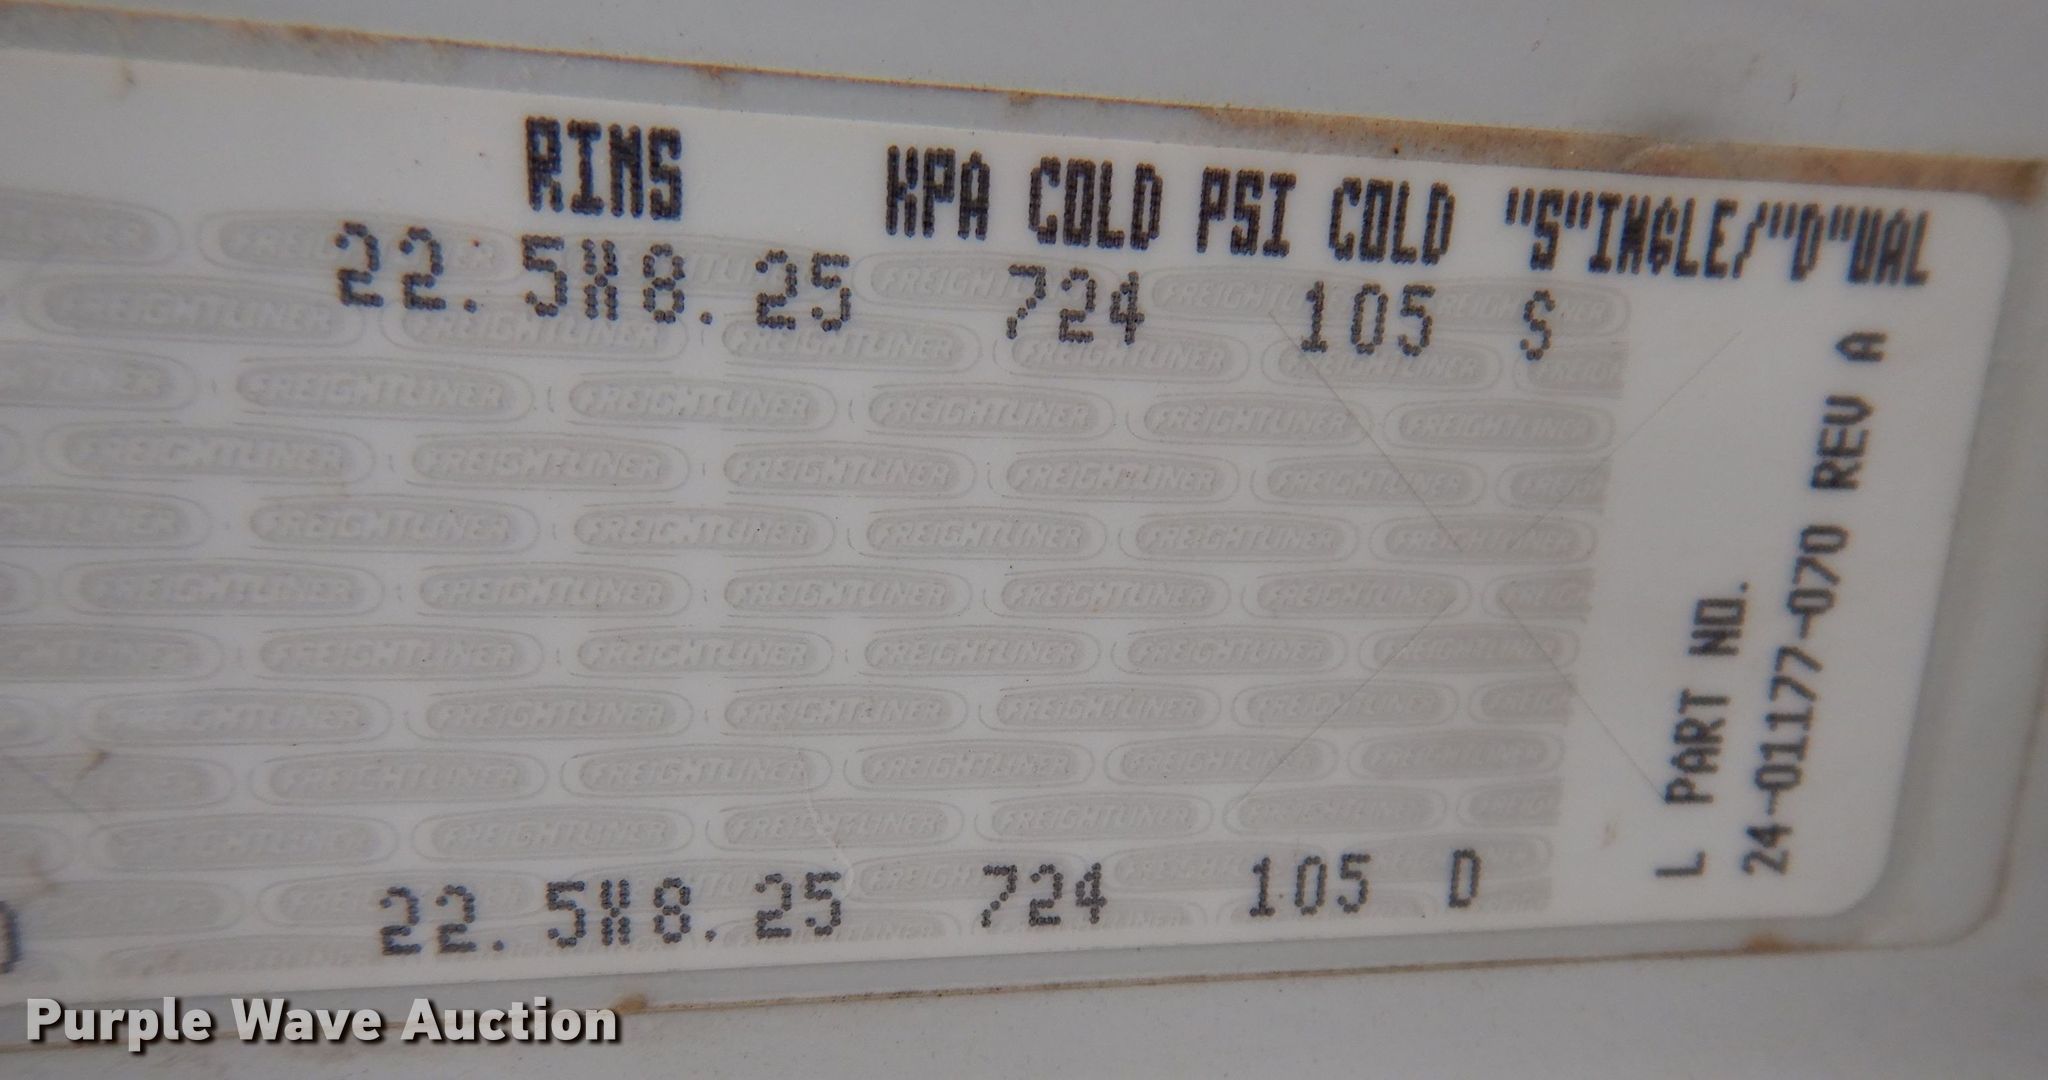 RIMS KPA COLD PSI COLD "S"INGLE/"D"UAL
22.5X8.25 724 105 S
22.5X8.25 724 105 D
L PART NO.
24-01177-070 REV A
FREIGHTLINER
Purple Wave Auction